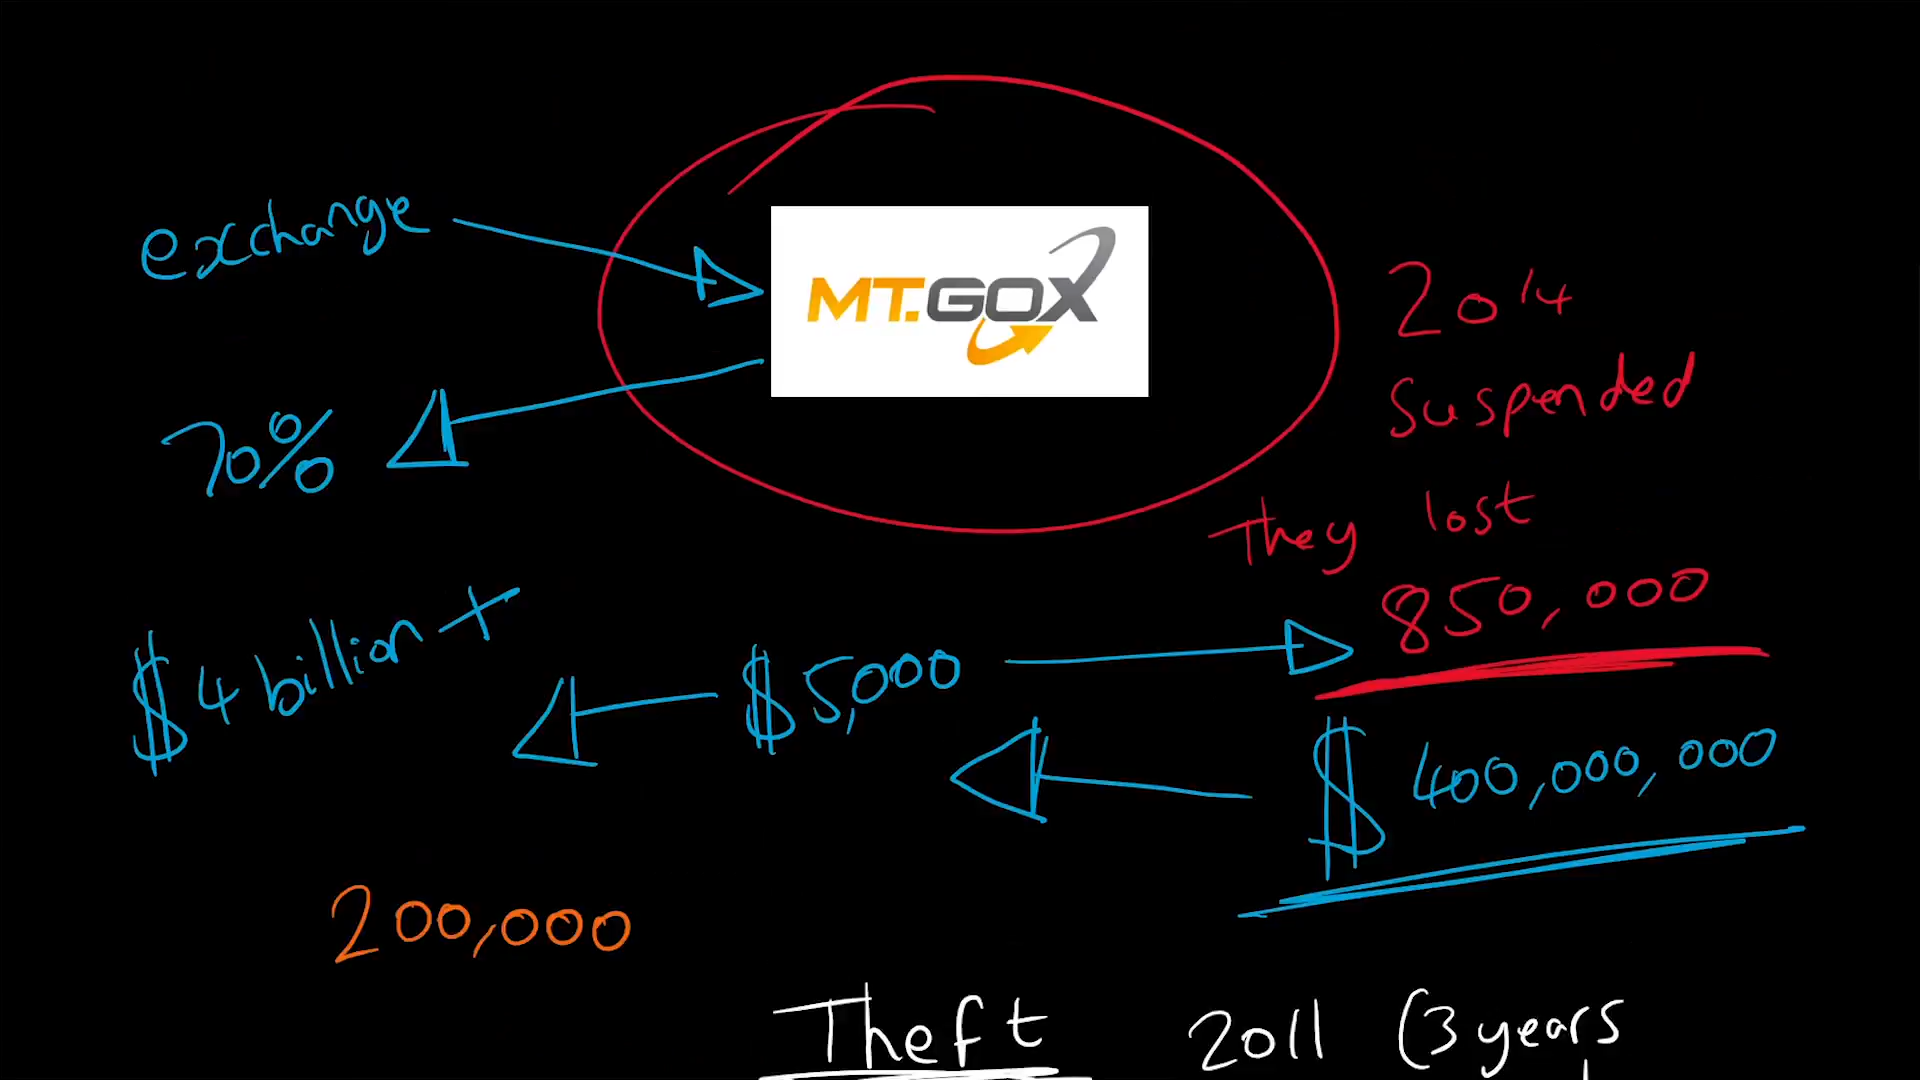 exchange
MT.GOX
2014
suspended
70%
They lost
850,000
$4 billion +
$5,000
$400,000,000
200,000
Theft 2011 (3 years